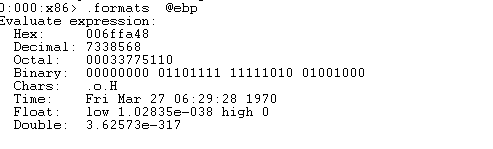 0:000:x86> .formats  @ebp
Evaluate expression:
  Hex:     006ffa48
  Decimal: 7338568
  Octal:   00033775110
  Binary:  00000000 01101111 11111010 01001000
  Chars:   .o.H
  Time:    Fri Mar 27 06:29:28 1970
  Float:   low 1.02835e-038 high 0
  Double:  3.62573e-317